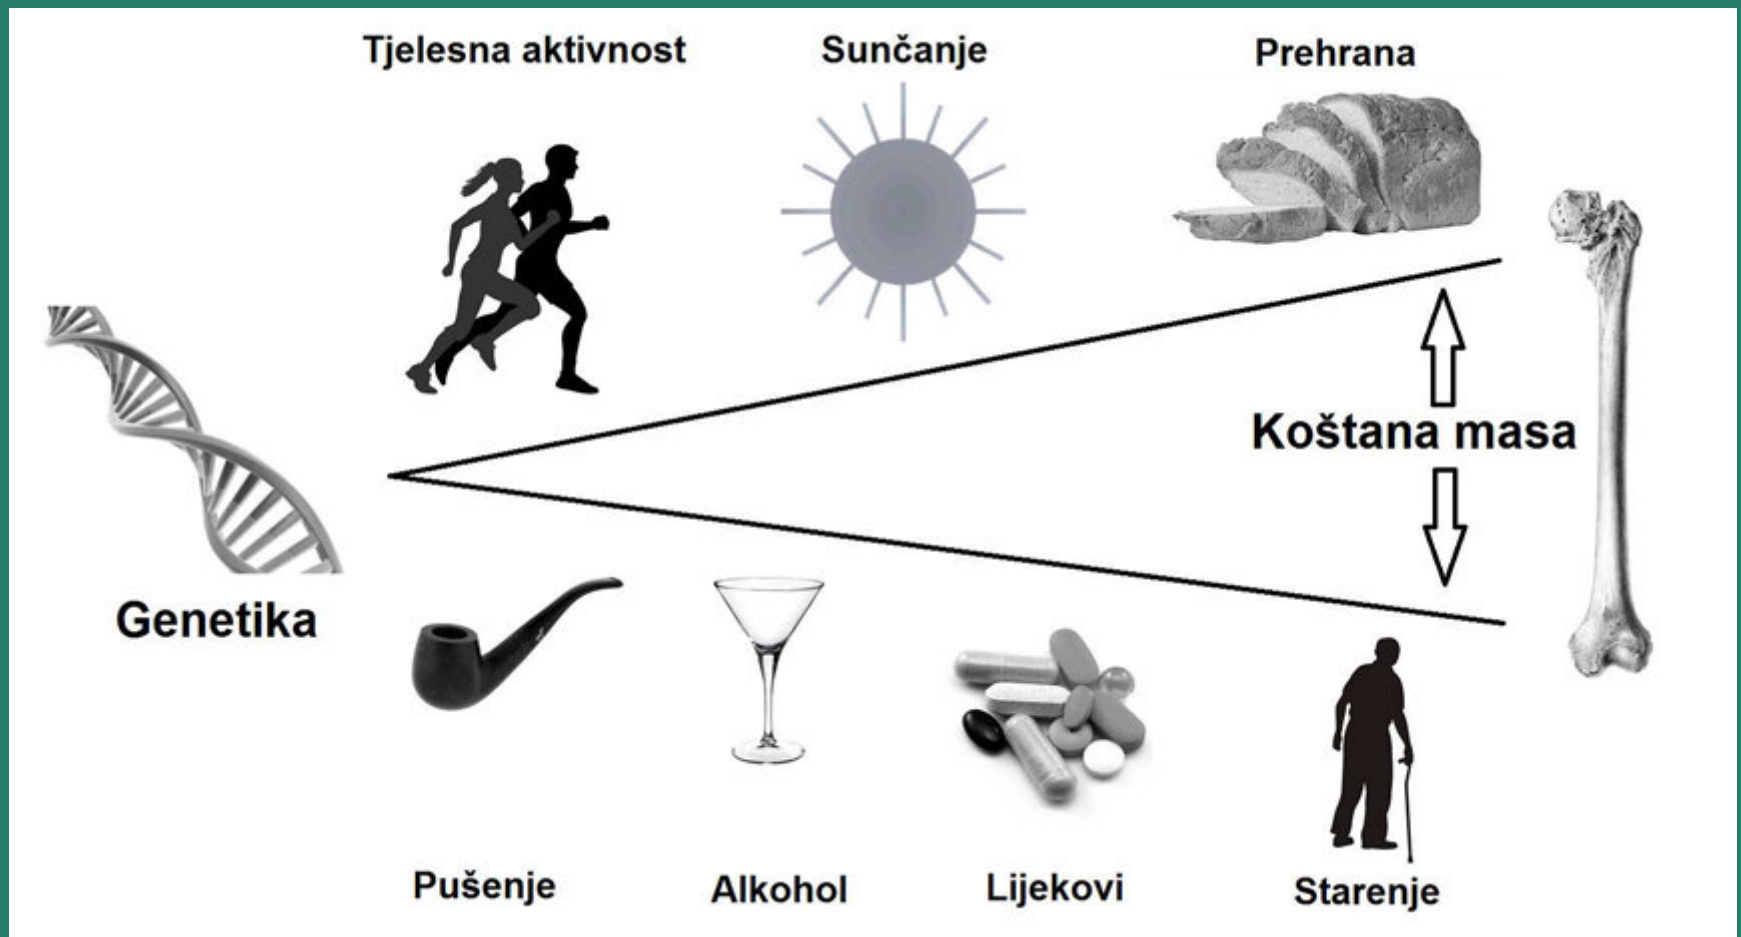 Tjelesna aktivnost
Sunčanje
Prehrana
Koštana masa
Genetika
Pušenje
Alkohol
Lijekovi
Starenje